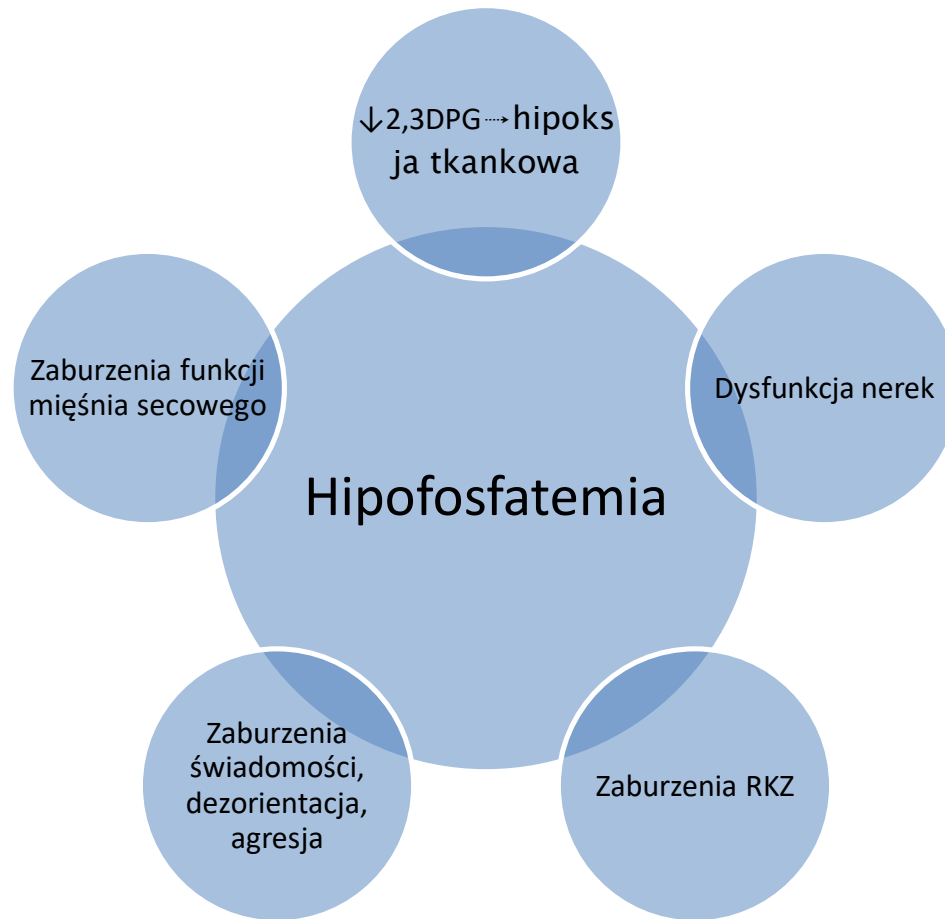 ↓2,3DPG⤍hipoks
ja tkankowa
Zaburzenia funkcji
mięśnia secowego
Dysfunkcja nerek
Hipofosfatemia
Zaburzenia
świadomości,
dezorientacja,
agresja
Zaburzenia RKZ